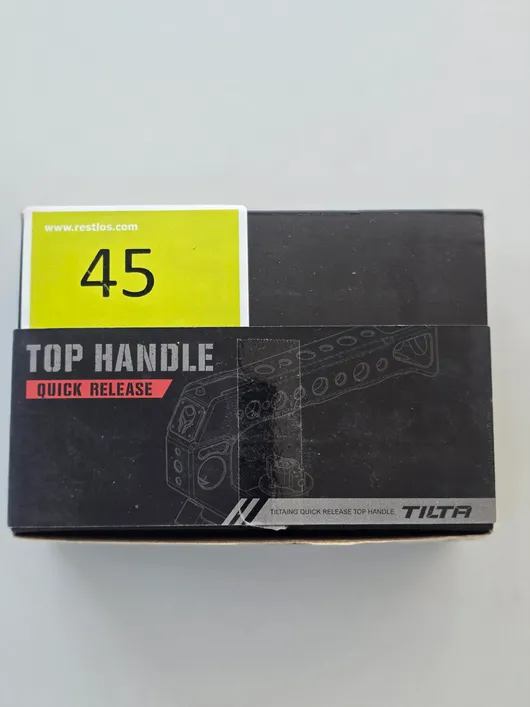 www.restlos.com
45
TOP HANDLE
QUICK RELEASE
TILTAING QUICK RELEASE TOP HANDLE TILTA